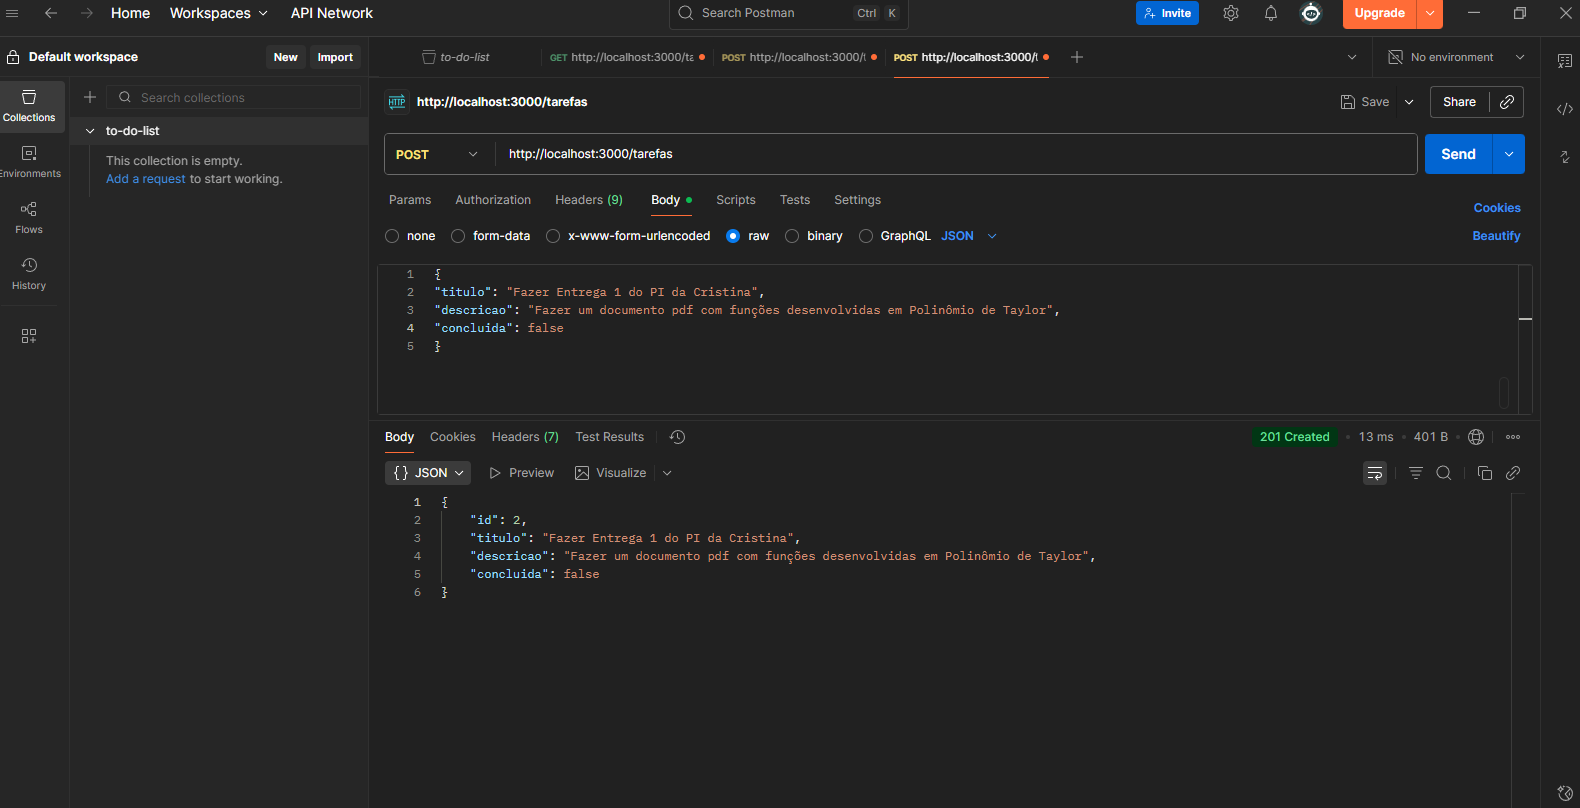 Home Workspaces API Network Search Postman Ctrl K Invite Upgrade
Default workspace New Import to-do-list GET http://localhost:3000/ta POST http://localhost:3000/t POST http://localhost:3000/t No environment
Search collections
Collections
to-do-list
This collection is empty.
Add a request to start working.
Environments
Flows
History
HTTP http://localhost:3000/tarefas Save Share
POST http://localhost:3000/tarefas Send
Params Authorization Headers (9) Body Scripts Tests Settings Cookies
none form-data x-www-form-urlencoded raw binary GraphQL JSON Beautify
1 {
2 "titulo": "Fazer Entrega 1 do PI da Cristina",
3 "descricao": "Fazer um documento pdf com funções desenvolvidas em Polinômio de Taylor",
4 "concluida": false
5 }
Body Cookies Headers (7) Test Results 201 Created • 13 ms • 401 B
{} JSON Preview Visualize
1 {
2 "id": 2,
3 "titulo": "Fazer Entrega 1 do PI da Cristina",
4 "descricao": "Fazer um documento pdf com funções desenvolvidas em Polinômio de Taylor",
5 "concluida": false
6 }